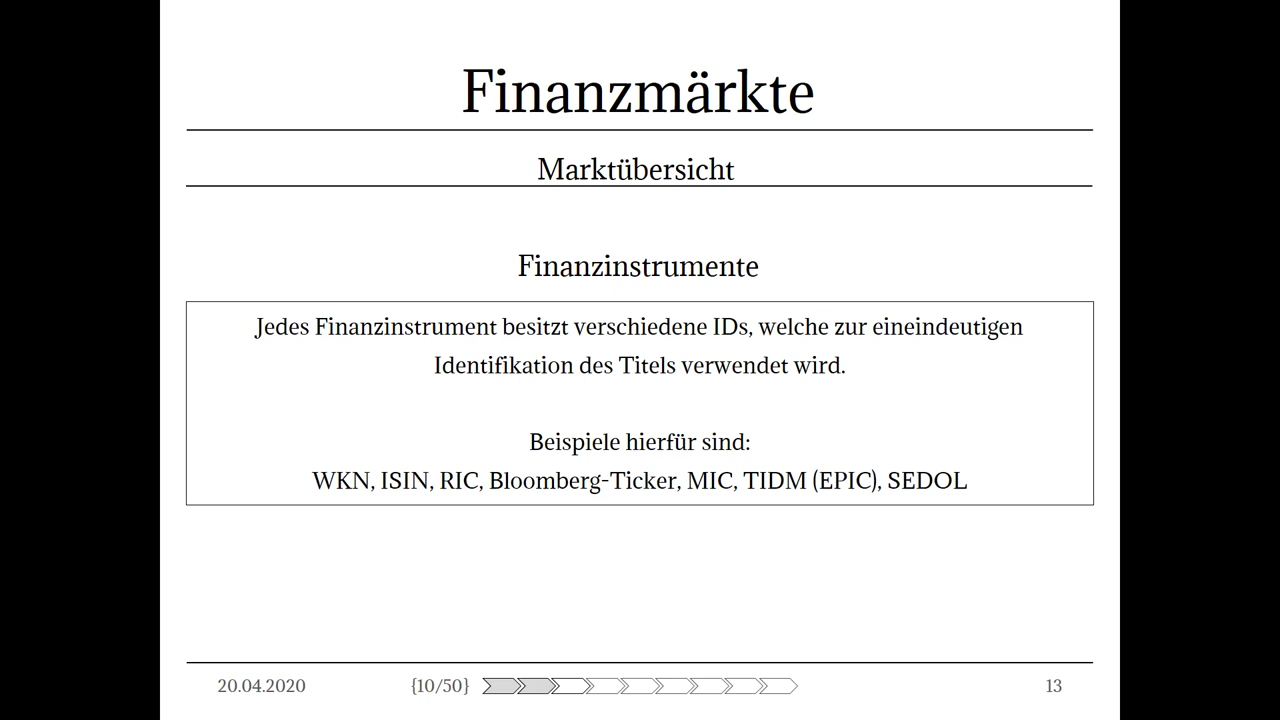 Finanzmärkte
Marktübersicht
Finanzinstrumente
Jedes Finanzinstrument besitzt verschiedene IDs, welche zur eineindeutigen
Identifikation des Titels verwendet wird.
Beispiele hierfür sind:
WKN, ISIN, RIC, Bloomberg-Ticker, MIC, TIDM (EPIC), SEDOL
20.04.2020 {10/50} 13